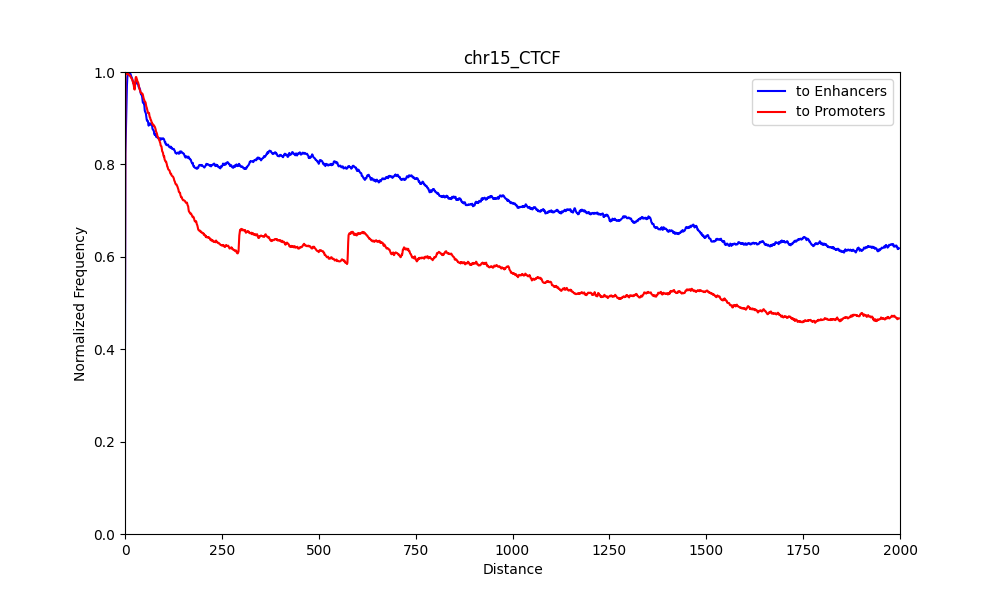 chr15_CTCF
to Enhancers
to Promoters
Normalized Frequency
1.0
0.8
0.6
0.4
0.2
0.0
0 250 500 750 1000 1250 1500 1750 2000
Distance